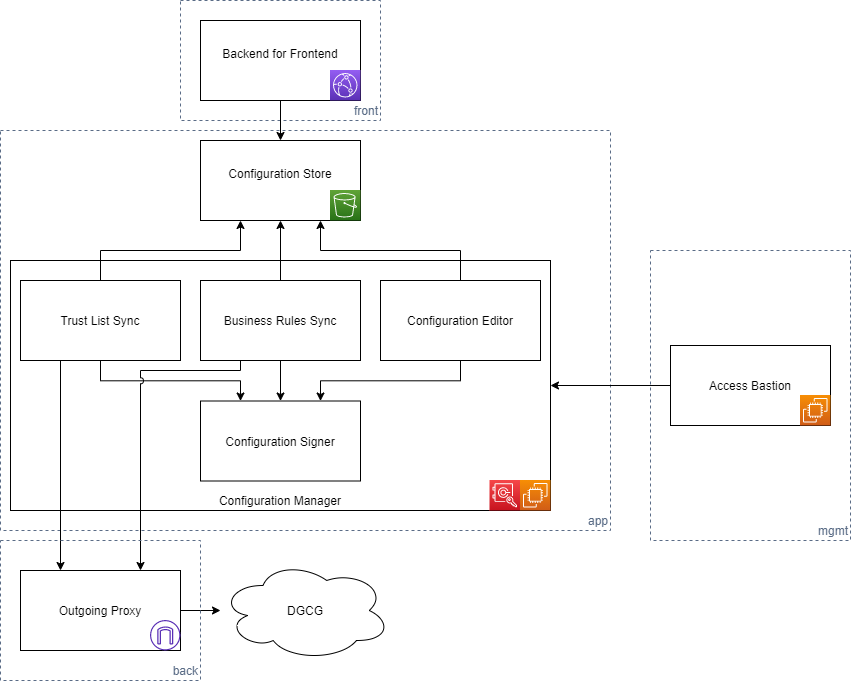 Backend for Frontend
front
Configuration Store
Trust List Sync
Business Rules Sync
Configuration Editor
Access Bastion
Configuration Signer
Configuration Manager
app
mgmt
Outgoing Proxy
DGCG
back